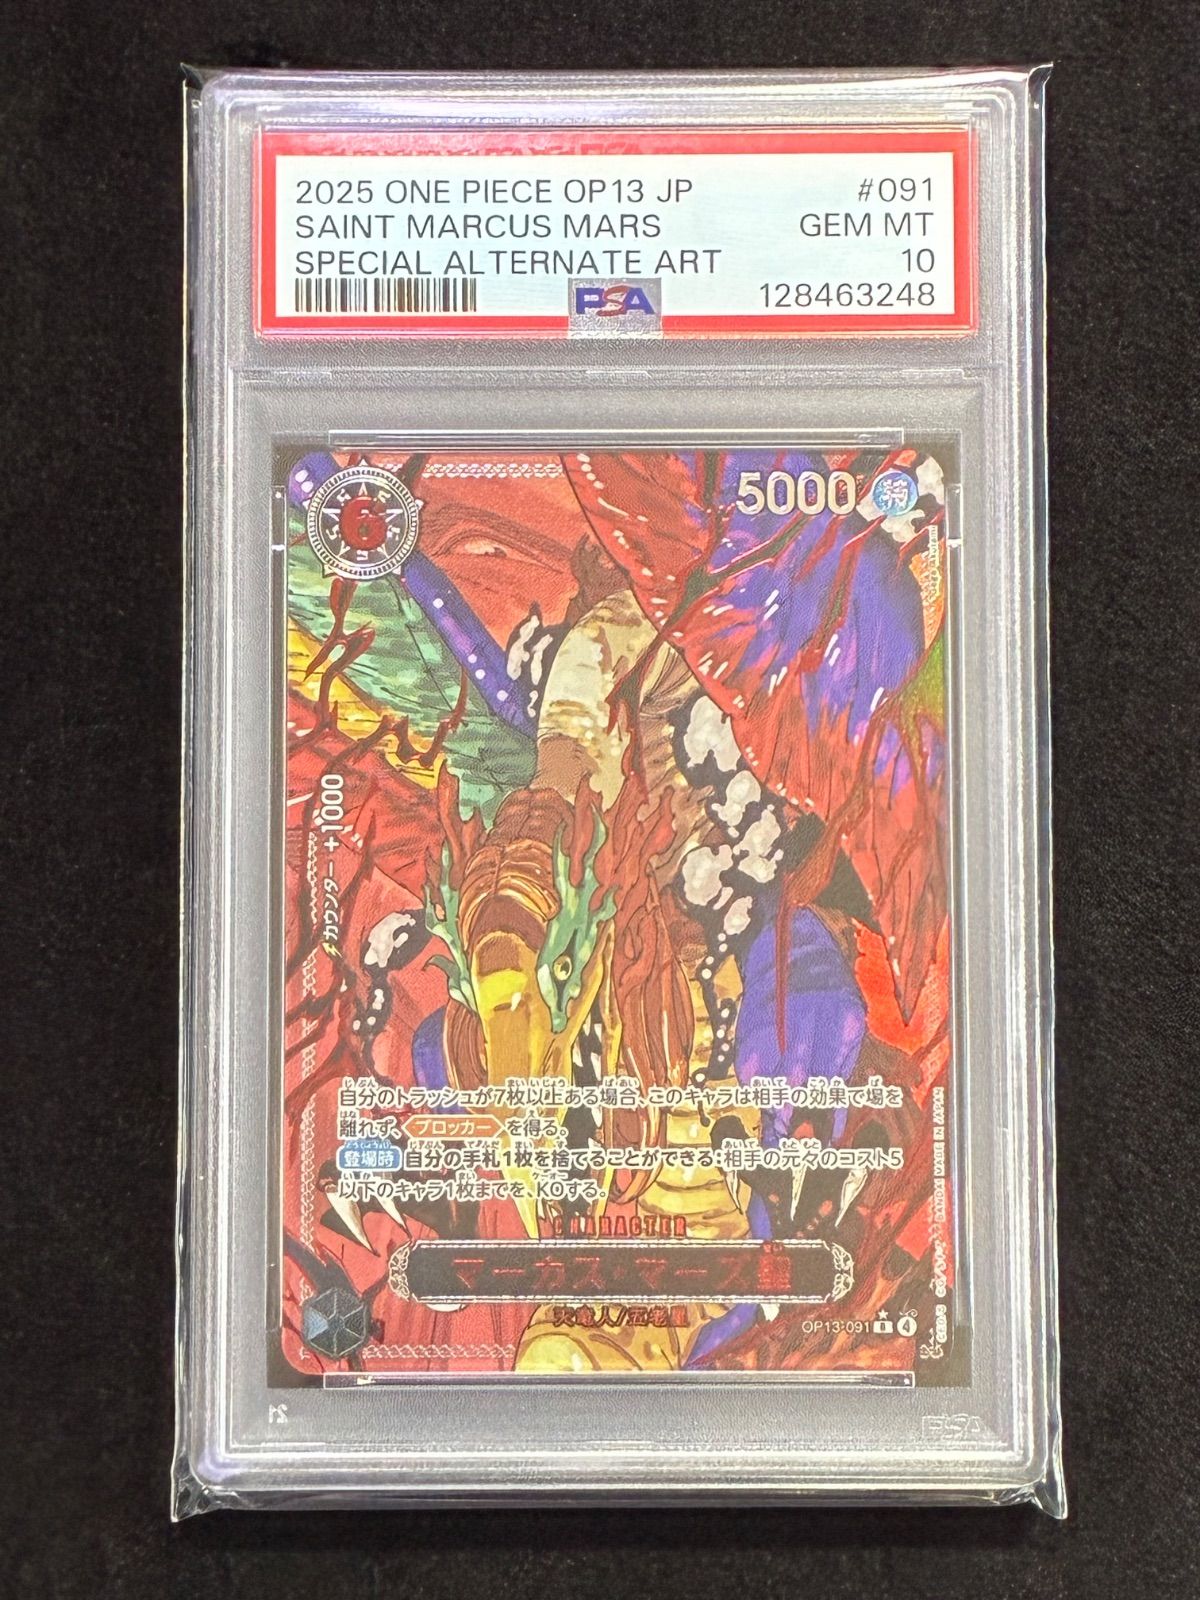 2025 ONE PIECE OP13 JP #091
SAINT MARCUS MARS GEM MT
SPECIAL ALTERNATE ART 10
PSA 128463248
6
5000 特
カウンター +1000
自分のトラッシュが7枚以上ある場合、このキャラは相手の効果で場を
離れず、ブロッカーを得る。
登場時 自分の手札1枚を捨てることができる:相手の元々のコスト5
以下のキャラ1枚までを、KOする。
CHARACTER
マーカス・マーズ聖
天竜人/五老星
OP13-091 R 4
21
PSA